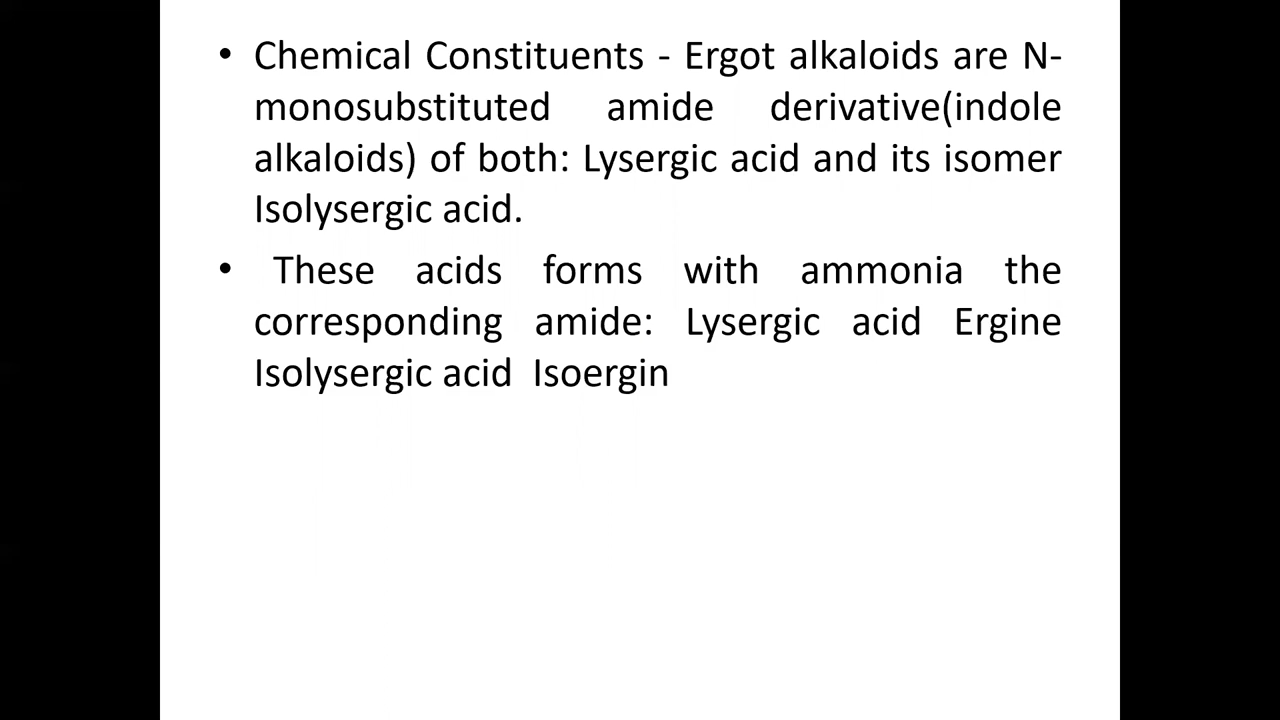 • Chemical Constituents - Ergot alkaloids are N-
monosubstituted amide derivative(indole
alkaloids) of both: Lysergic acid and its isomer
Isolysergic acid.
• These acids forms with ammonia the
corresponding amide: Lysergic acid Ergine
Isolysergic acid Isoergin